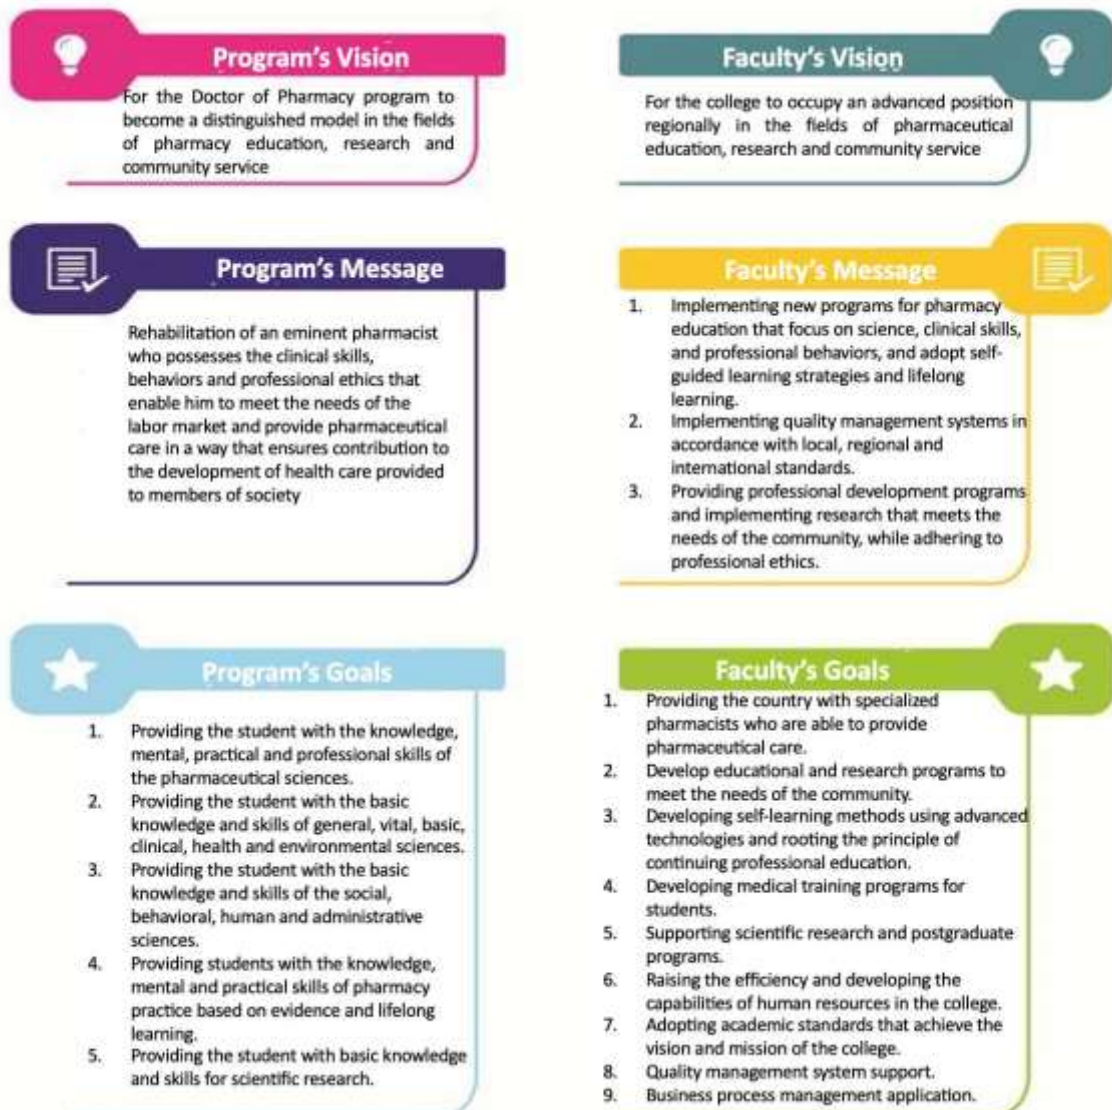 Program's Vision
For the Doctor of Pharmacy program to
become a distinguished model in the fields
of pharmacy education, research and
community service
Faculty's Vision
For the college to occupy an advanced position
regionally in the fields of pharmaceutical
education, research and community service
Program's Message
Rehabilitation of an eminent pharmacist
who possesses the clinical skills,
behaviors and professional ethics that
enable him to meet the needs of the
labor market and provide pharmaceutical
care in a way that ensures contribution to
the development of health care provided
to members of society
Faculty's Message
1. Implementing new programs for pharmacy
education that focus on science, clinical skills,
and professional behaviors, and adopt self-
guided learning strategies and lifelong
learning.
2. Implementing quality management systems in
accordance with local, regional and
international standards.
3. Providing professional development programs
and implementing research that meets the
needs of the community, while adhering to
professional ethics.
Program's Goals
1. Providing the student with the knowledge,
mental, practical and professional skills of
the pharmaceutical sciences.
2. Providing the student with the basic
knowledge and skills of general, vital, basic,
clinical, health and environmental sciences.
3. Providing the student with the basic
knowledge and skills of the social,
behavioral, human and administrative
sciences.
4. Providing students with the knowledge,
mental and practical skills of pharmacy
practice based on evidence and lifelong
learning.
5. Providing the student with basic knowledge
and skills for scientific research.
Faculty's Goals
1. Providing the country with specialized
pharmacists who are able to provide
pharmaceutical care.
2. Develop educational and research programs to
meet the needs of the community.
3. Developing self-learning methods using advanced
technologies and rooting the principle of
continuing professional education.
4. Developing medical training programs for
students.
5. Supporting scientific research and postgraduate
programs.
6. Raising the efficiency and developing the
capabilities of human resources in the college.
7. Adopting academic standards that achieve the
vision and mission of the college.
8. Quality management system support.
9. Business process management application.